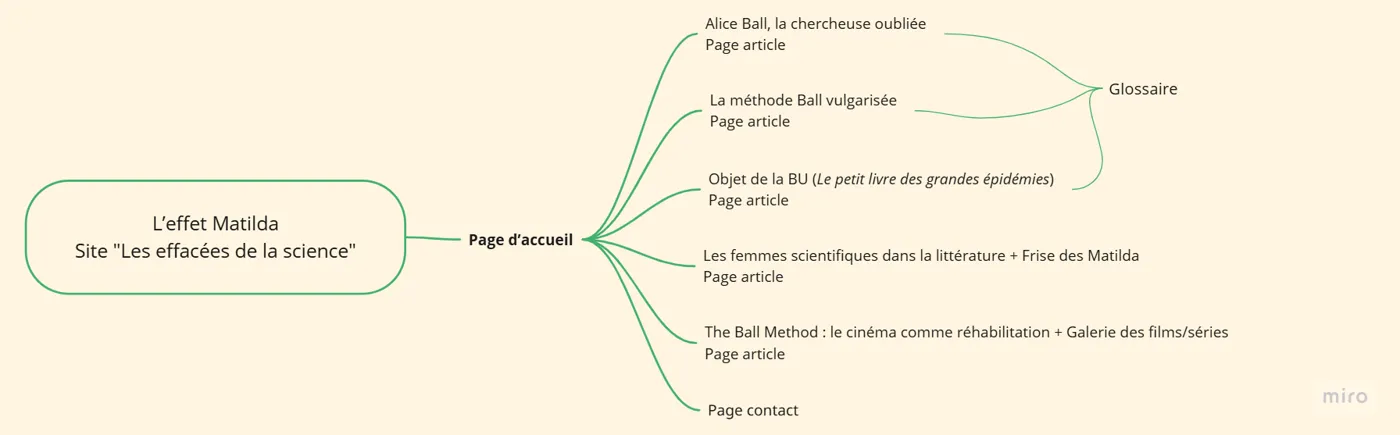 L’effet Matilda
Site "Les effacées de la science"
Page d’accueil
Alice Ball, la chercheuse oubliée
Page article
La méthode Ball vulgarisée
Page article
Objet de la BU (Le petit livre des grandes épidémies)
Page article
Glossaire
Les femmes scientifiques dans la littérature + Frise des Matilda
Page article
The Ball Method : le cinéma comme réhabilitation + Galerie des films/séries
Page article
Page contact
miro